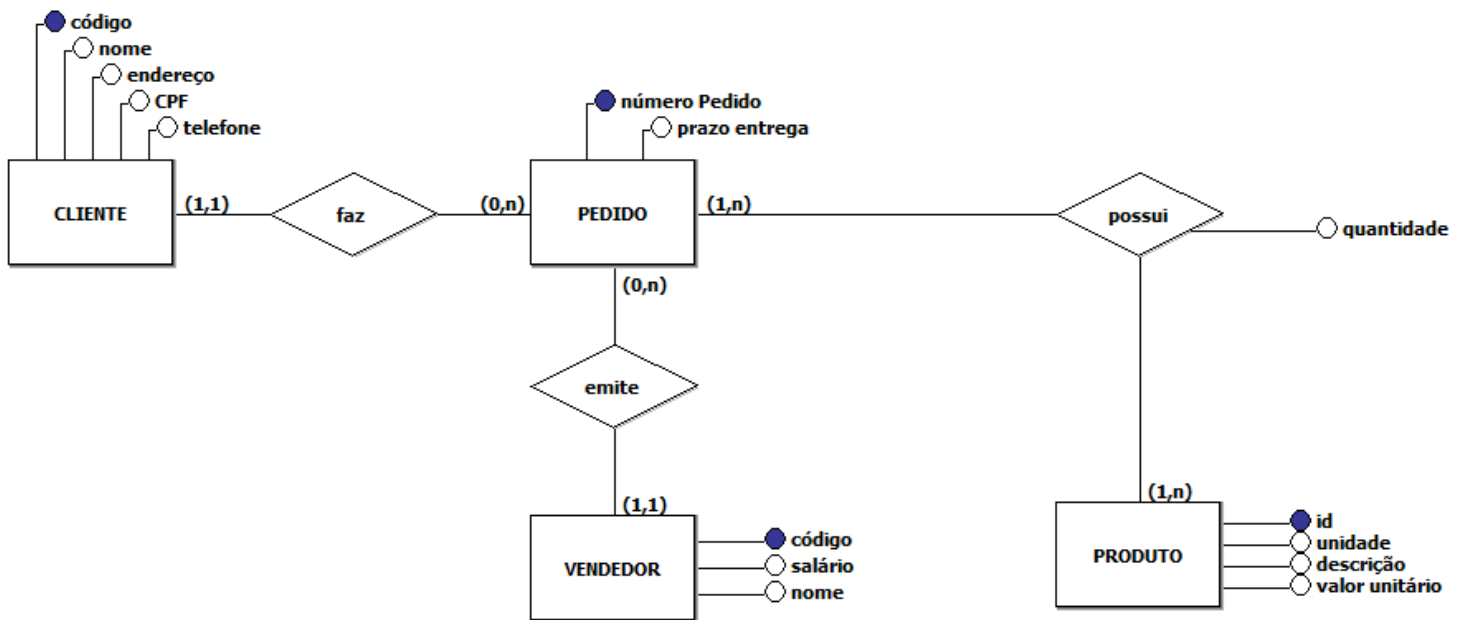 código
nome
endereço
CPF
telefone
número Pedido
prazo entrega
CLIENTE
(1,1)
faz
(0,n)
PEDIDO
(1,n)
possui
quantidade
(0,n)
emite
(1,1)
VENDEDOR
código
salário
nome
(1,n)
PRODUTO
id
unidade
descrição
valor unitário